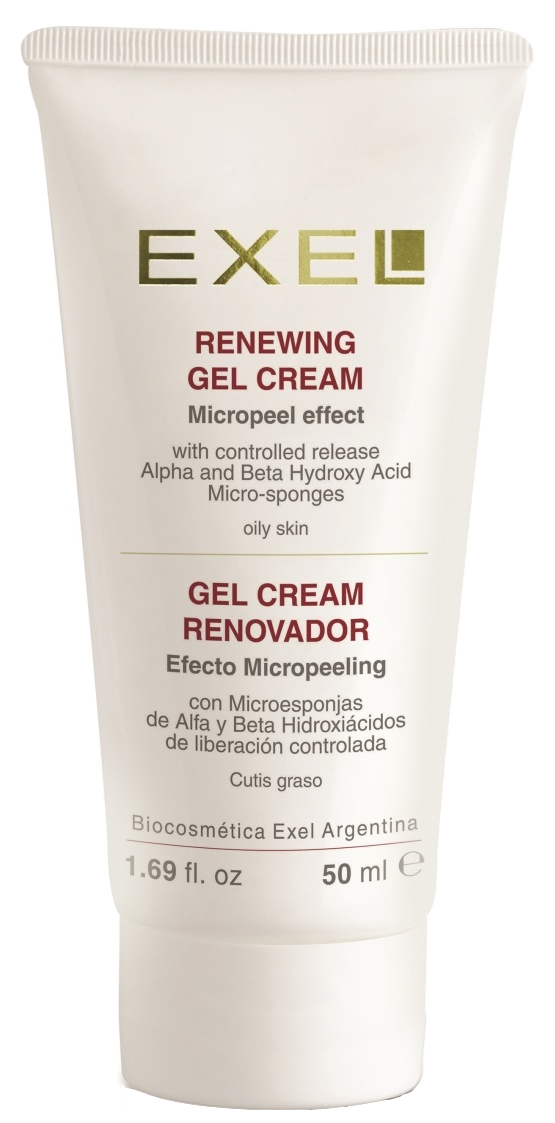 EXEL
RENEWING
GEL CREAM
Micropeel effect
with controlled release
Alpha and Beta Hydroxy Acid
Micro-sponges
oily skin
GEL CREAM
RENOVADOR
Efecto Micropeeling
con Microesponjas
de Alfa y Beta Hidroxiácidos
de liberación controlada
Cutis graso
Biocosmética Exel Argentina
1.69 fl. oz 50 ml ℮